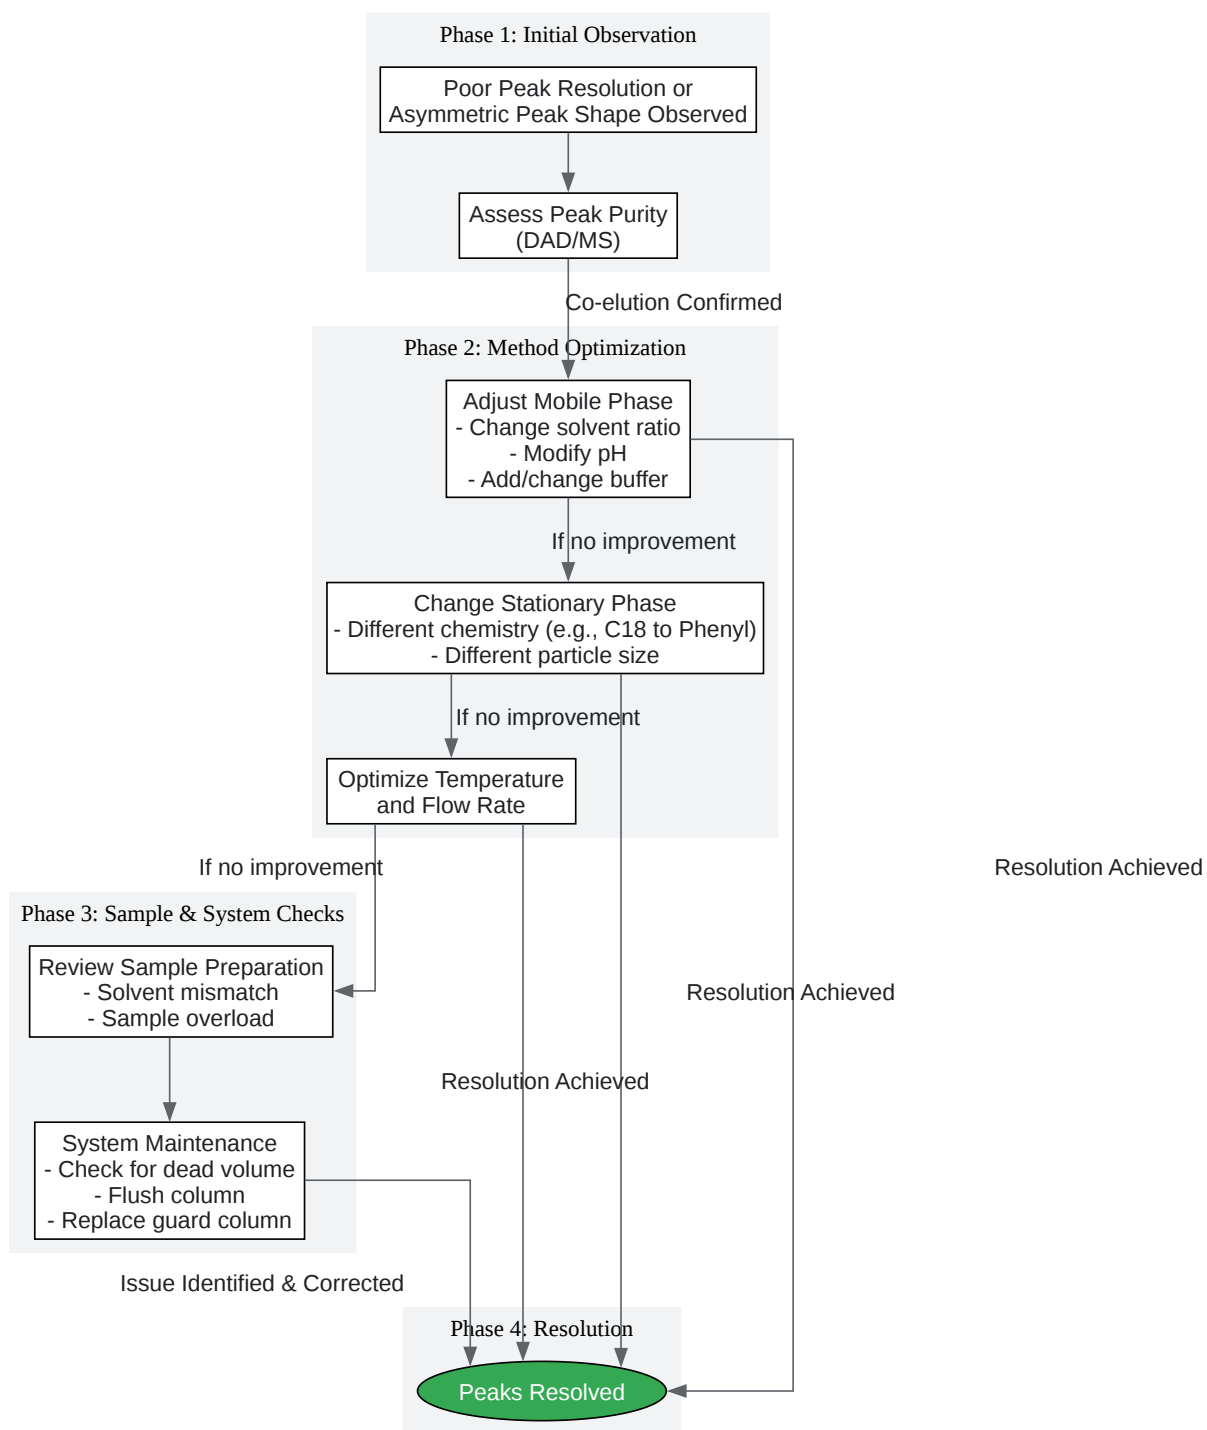 Phase 1: Initial Observation
Poor Peak Resolution or
Asymmetric Peak Shape Observed
Assess Peak Purity
(DAD/MS)
Co-elution Confirmed
Phase 2: Method Optimization
Adjust Mobile Phase
- Change solvent ratio
- Modify pH
- Add/change buffer
If no improvement
Change Stationary Phase
- Different chemistry (e.g., C18 to Phenyl)
- Different particle size
If no improvement
Optimize Temperature
and Flow Rate
If no improvement
Resolution Achieved
Phase 3: Sample & System Checks
Review Sample Preparation
- Solvent mismatch
- Sample overload
Resolution Achieved
Resolution Achieved
System Maintenance
- Check for dead volume
- Flush column
- Replace guard column
Issue Identified & Corrected
Phase 4: Resolution
Peaks Resolved